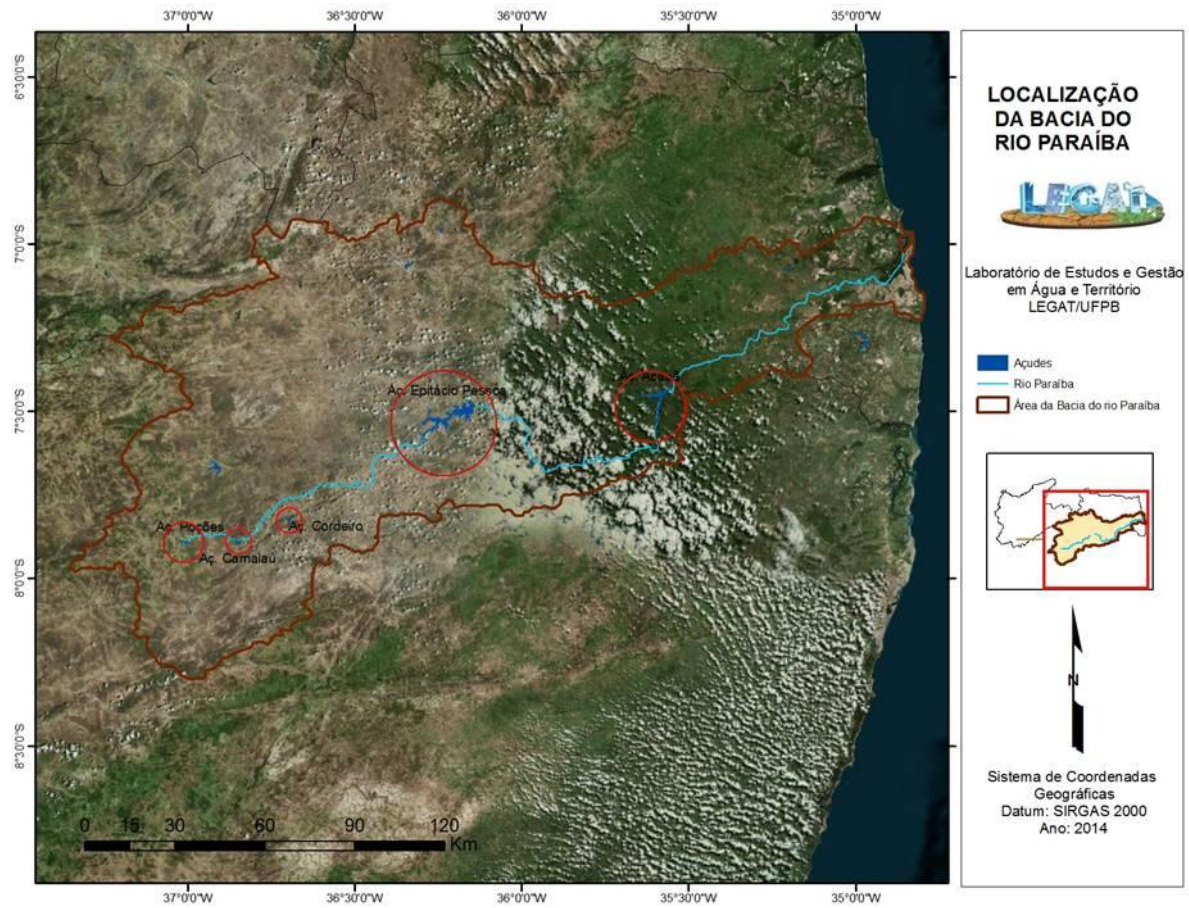 37°0'0"W 36°30'0"W 36°0'0"W 35°30'0"W 35°0'0"W
6°30'0"S
7°0'0"S
7°30'0"S
8°0'0"S
8°30'0"S
Aç. Epitácio Pessoa
Aç. Poções
Aç. Cordeiro
Aç. Camalaú
0 15 30 60 90 120
Km
37°0'0"W 36°30'0"W 36°0'0"W 35°30'0"W 35°0'0"W
LOCALIZAÇÃO
DA BACIA DO
RIO PARAÍBA
LEGAT
Laboratório de Estudos e Gestão
em Água e Território
LEGAT/UFPB
Açudes
Rio Paraíba
Área da Bacia do rio Paraíba
N
Sistema de Coordenadas
Geográficas
Datum: SIRGAS 2000
Ano: 2014